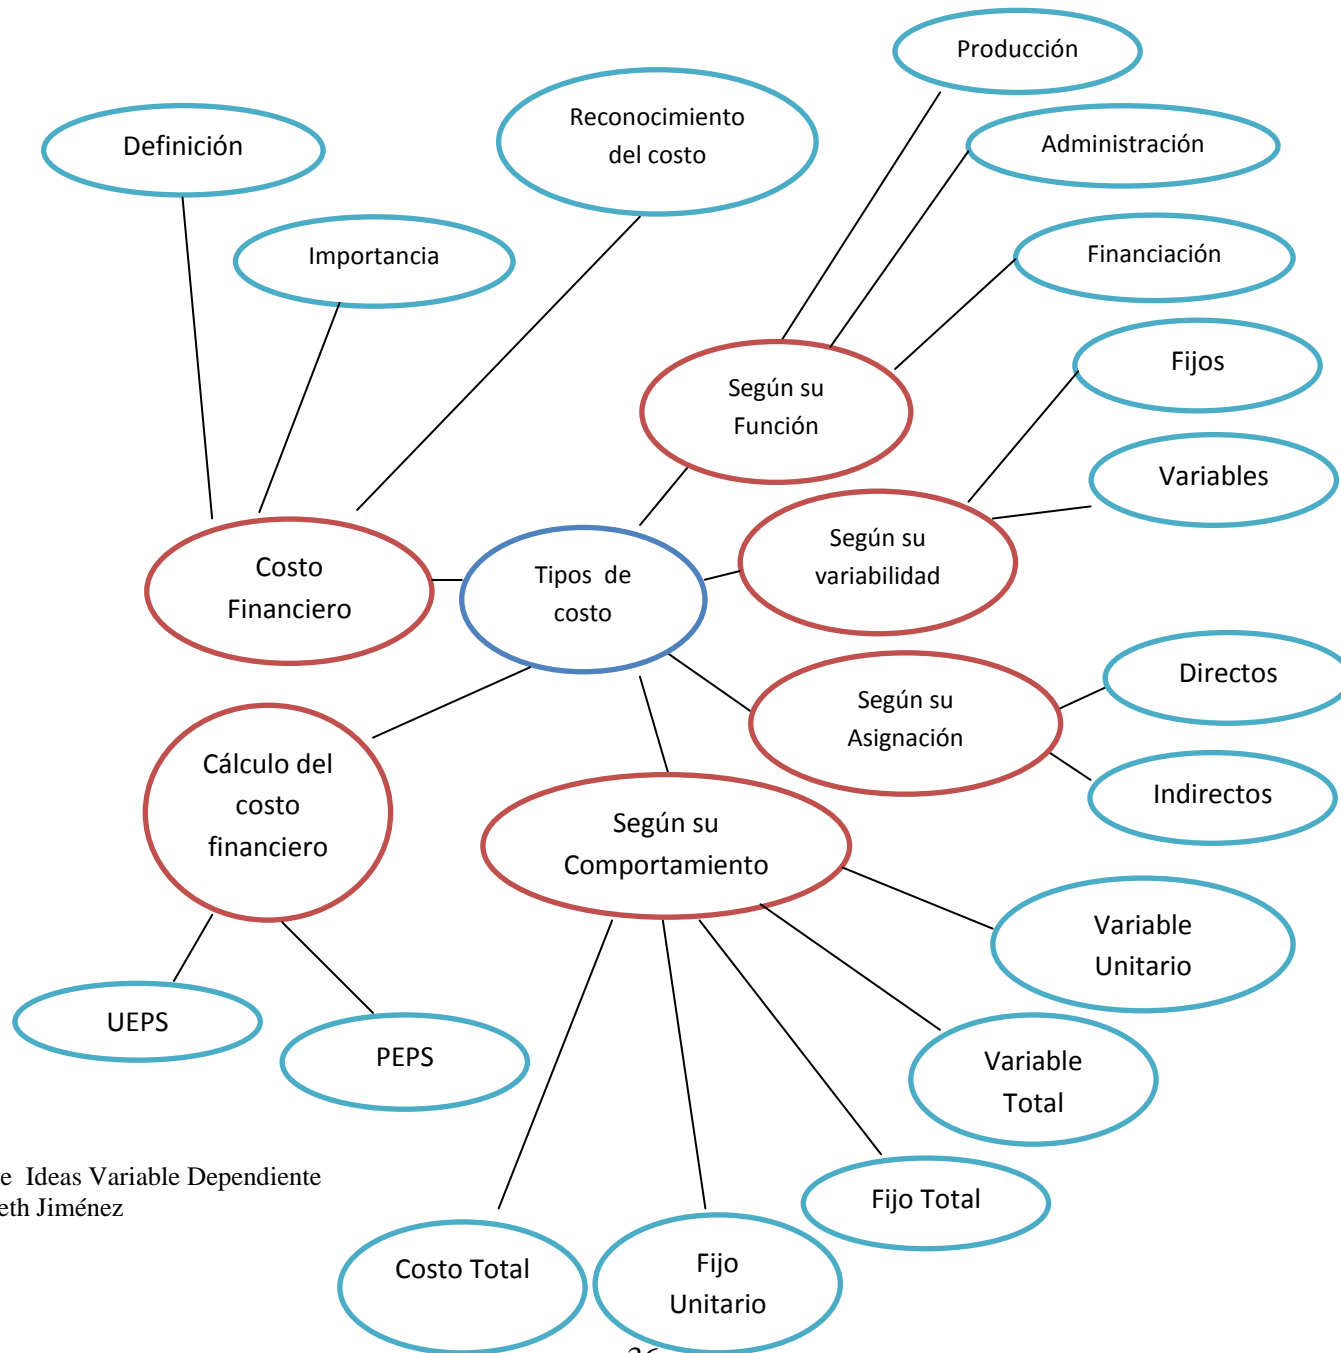 Producción
Definición
Reconocimiento
del costo
Administración
Importancia
Financiación
Fijos
Según su
Función
Variables
Según su
variabilidad
Costo
Financiero
Tipos de
costo
Directos
Según su
Asignación
Cálculo del
costo
financiero
Indirectos
Según su
Comportamiento
Variable
Unitario
UEPS
PEPS
Variable
Total
e Ideas Variable Dependiente
eth Jiménez
Fijo Total
Costo Total
Fijo
Unitario